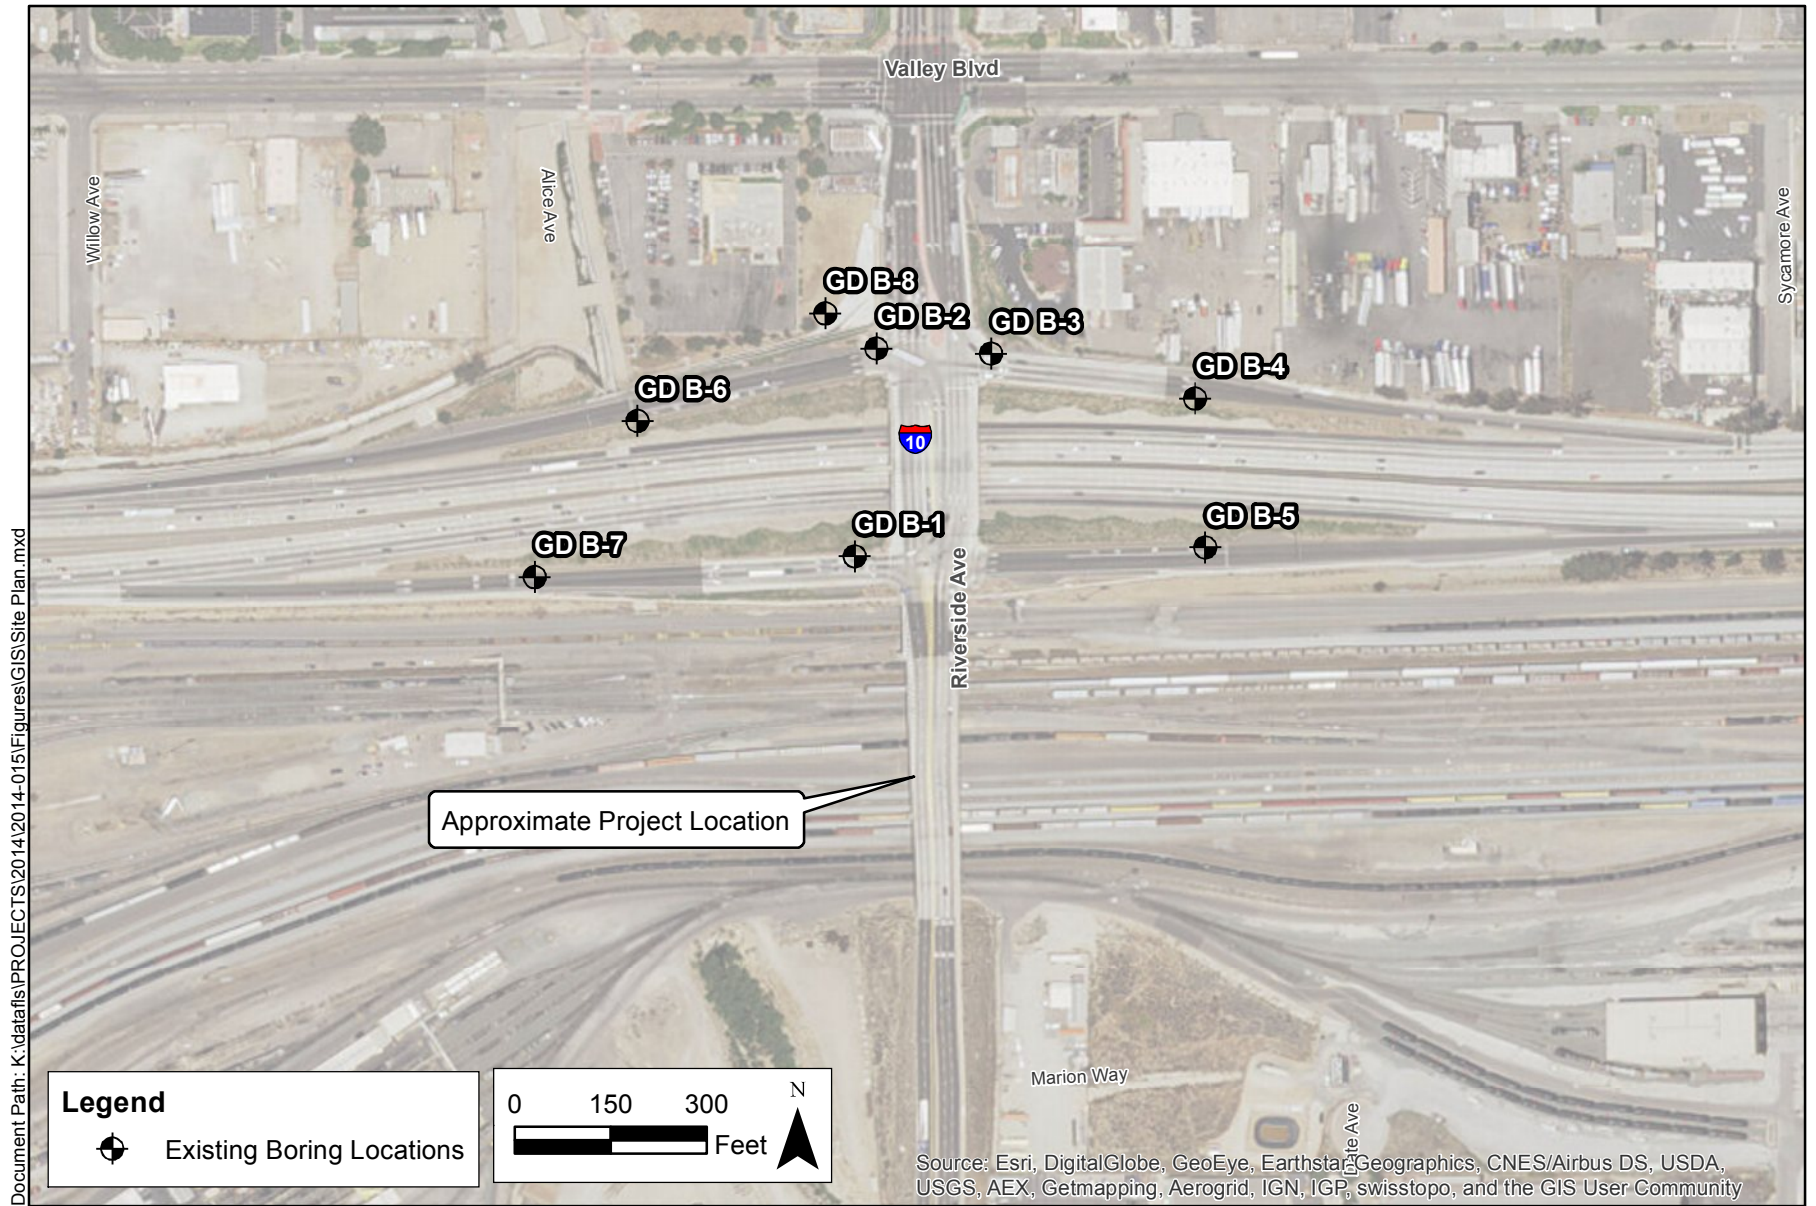 Valley Blvd
Willow Ave
Alice Ave
Sycamore Ave
GD B-8
GD B-2
GD B-3
GD B-4
GD B-6
10
GD B-5
GD B-1
GD B-7
Riverside Ave
Approximate Project Location
Marion Way
Date Ave
Legend
Existing Boring Locations
0 150 300
Feet
N
Source: Esri, DigitalGlobe, GeoEye, Earthstar Geographics, CNES/Airbus DS, USDA,
USGS, AEX, Getmapping, Aerogrid, IGN, IGP, swisstopo, and the GIS User Community
Document Path: K:\datafls\PROJECTS\2014\2014-015\Figures\GIS\Site Plan.mxd